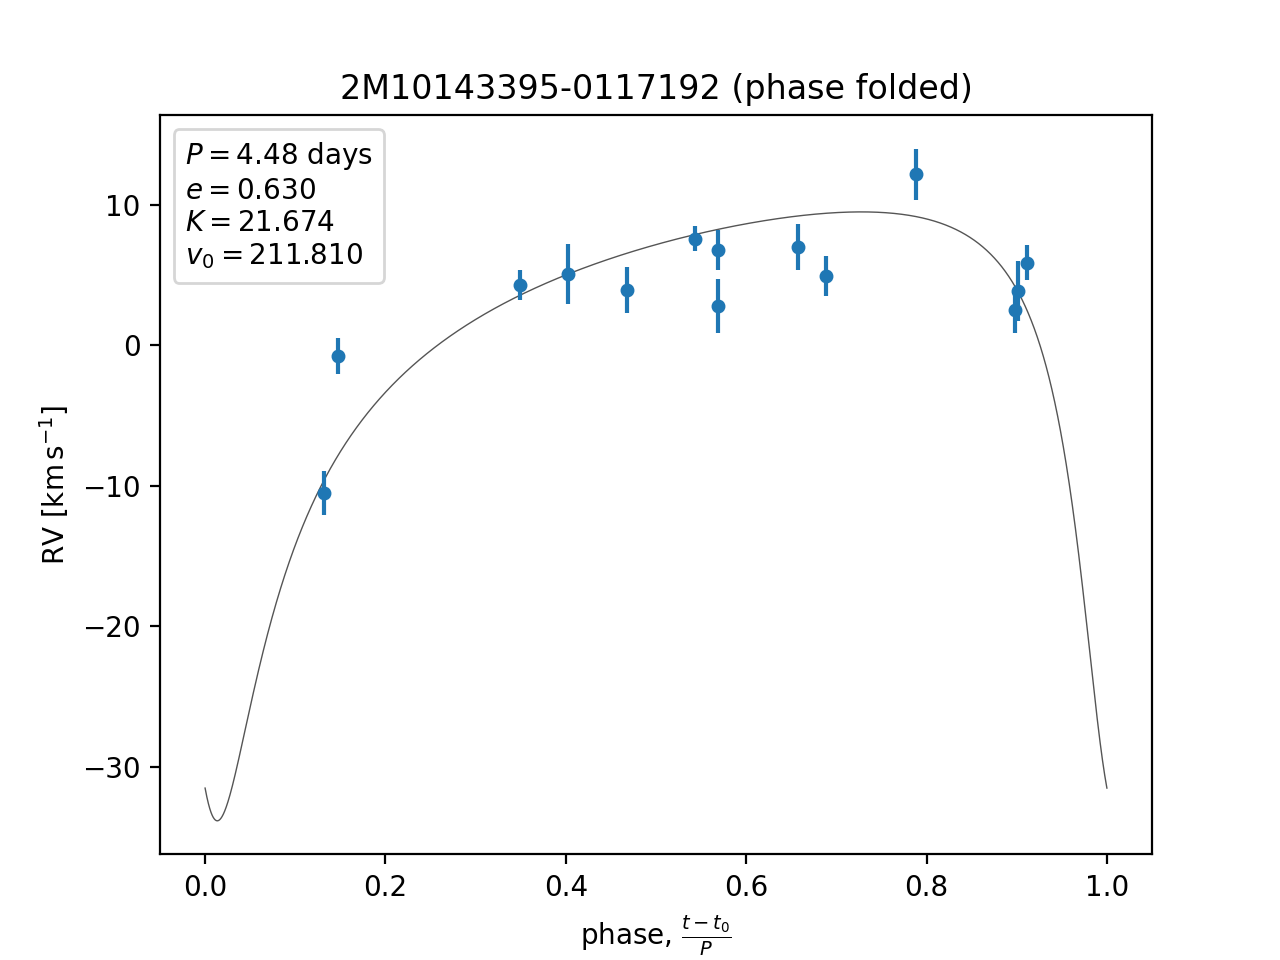 2M10143395-0117192 (phase folded)
P = 4.48 days
e = 0.630
K = 21.674
v₀ = 211.810
10
0
−10
−20
−30
RV [km s⁻¹]
0.0 0.2 0.4 0.6 0.8 1.0
phase, (t − t₀)/P